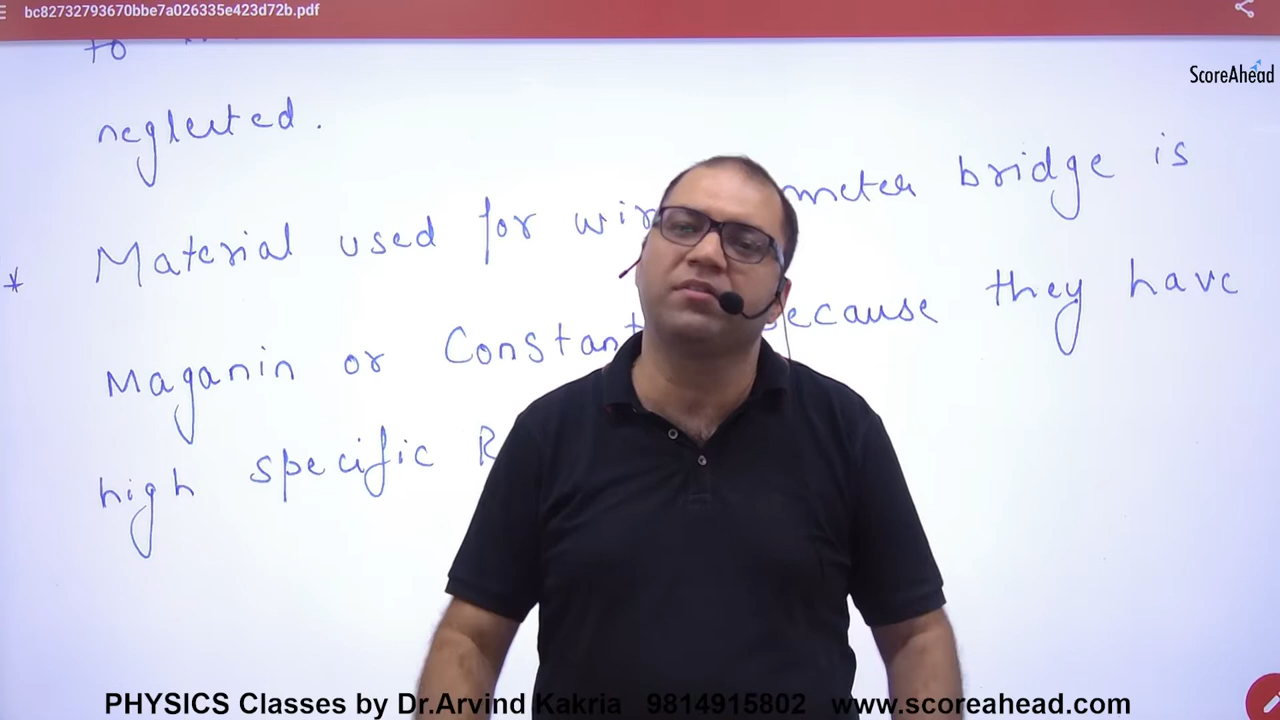 bc82732793670bbe7a026335e423d72b.pdf
ScoreAhead
to
neglected.
Material used for wir meter bridge is
* Maganin or Constant ecause they have
high specific R
PHYSICS Classes by Dr.Arvind Kakria 9814915802 www.scoreahead.com